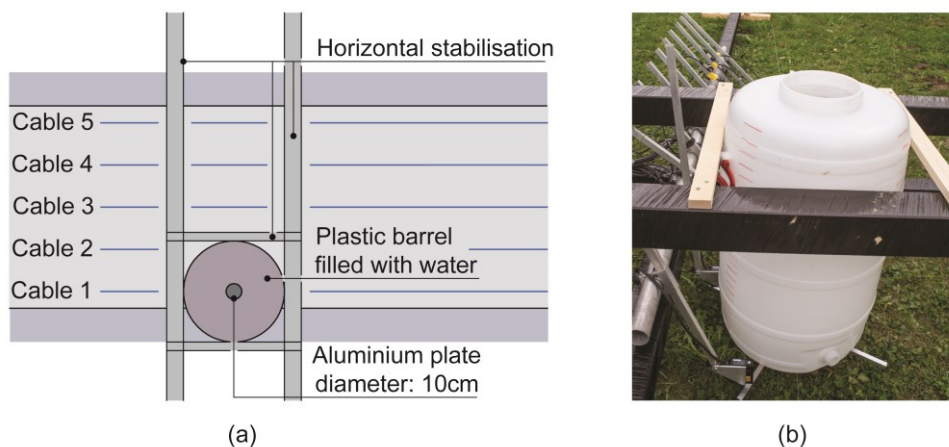 Horizontal stabilisation
Cable 5
Cable 4
Cable 3
Cable 2
Cable 1
Plastic barrel
filled with water
Aluminium plate
diameter: 10cm
(a)
(b)